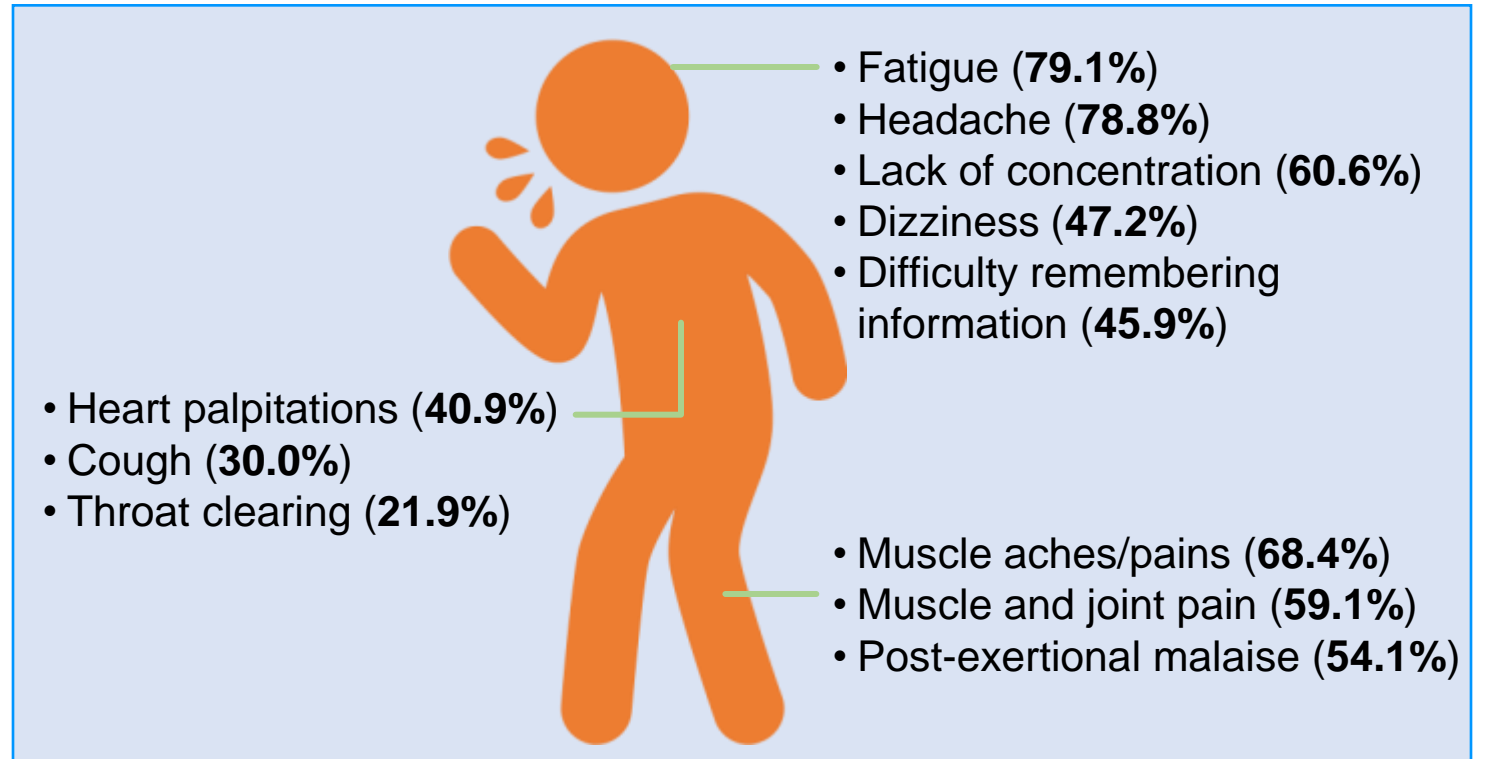 • Fatigue (79.1%)
• Headache (78.8%)
• Lack of concentration (60.6%)
• Dizziness (47.2%)
• Difficulty remembering
information (45.9%)
• Heart palpitations (40.9%)
• Cough (30.0%)
• Throat clearing (21.9%)
• Muscle aches/pains (68.4%)
• Muscle and joint pain (59.1%)
• Post-exertional malaise (54.1%)